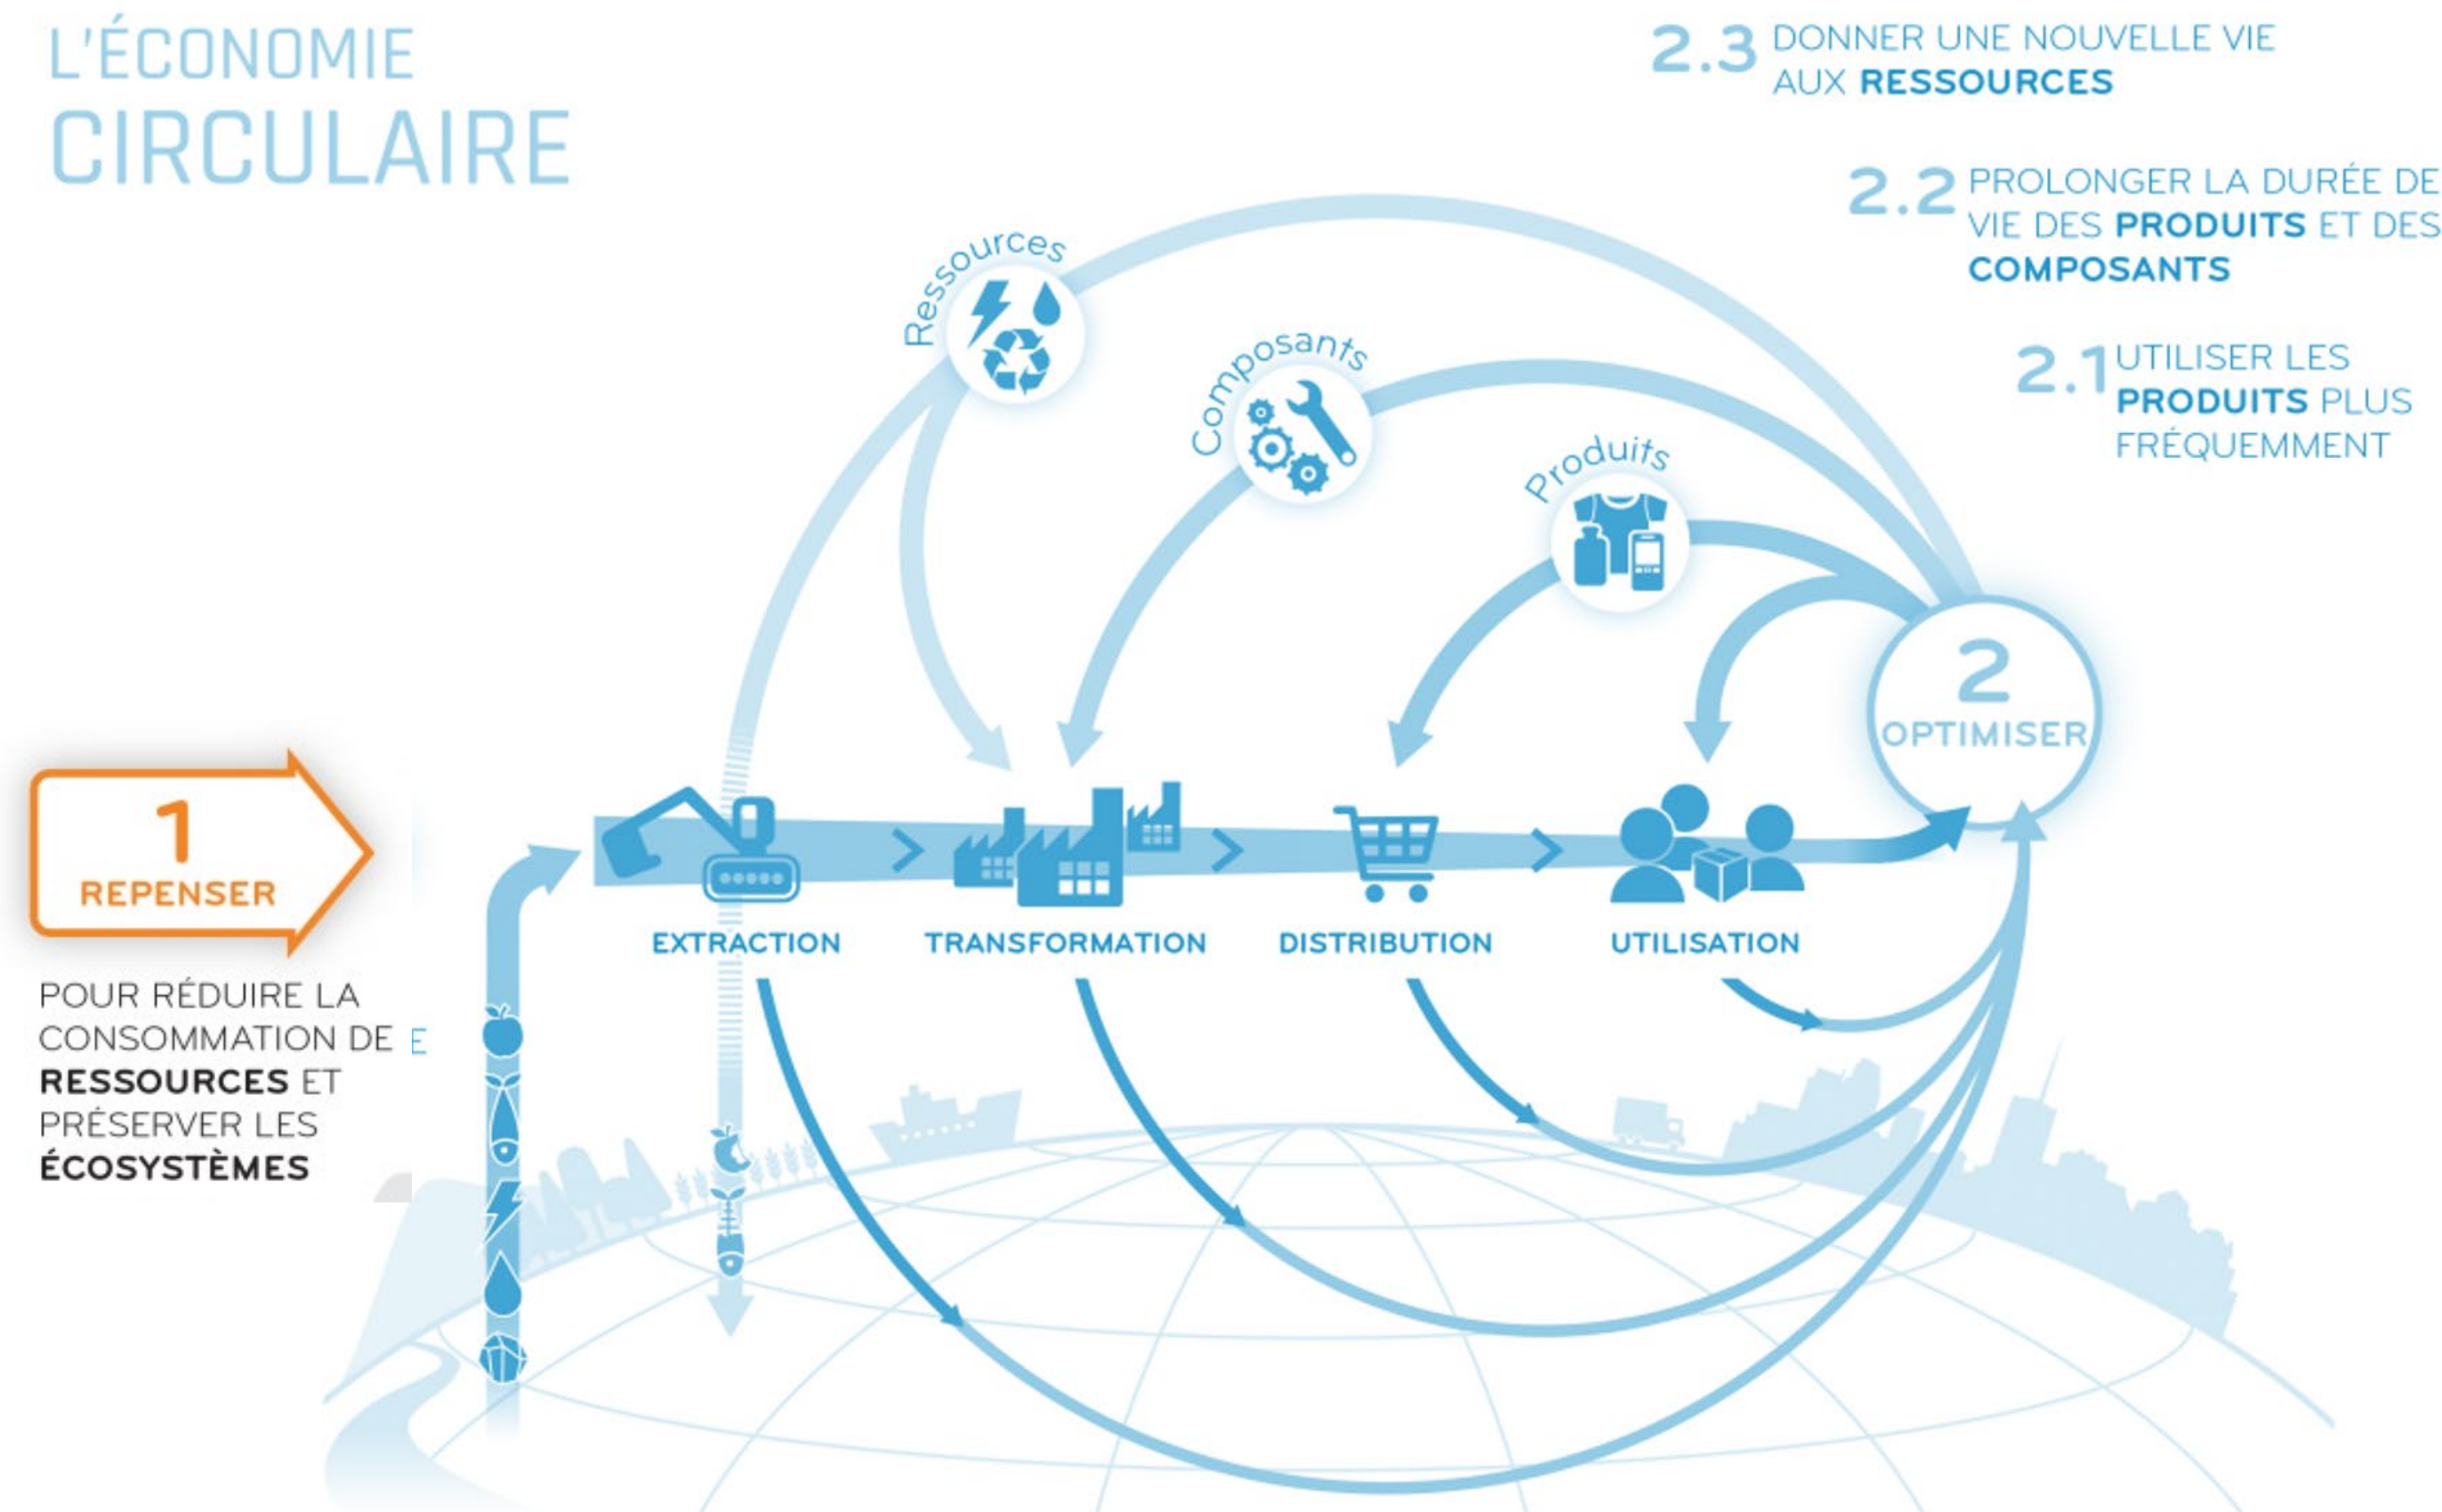 L'ÉCONOMIE
CIRCULAIRE
2.3 DONNER UNE NOUVELLE VIE
AUX RESSOURCES
2.2 PROLONGER LA DURÉE DE
VIE DES PRODUITS ET DES
COMPOSANTS
2.1 UTILISER LES
PRODUITS PLUS
FRÉQUEMMENT
Ressources
Composants
Produits
2
OPTIMISER
1
REPENSER
POUR RÉDUIRE LA
CONSOMMATION DE E
RESSOURCES ET
PRÉSERVER LES
ÉCOSYSTÈMES
EXTRACTION
TRANSFORMATION
DISTRIBUTION
UTILISATION